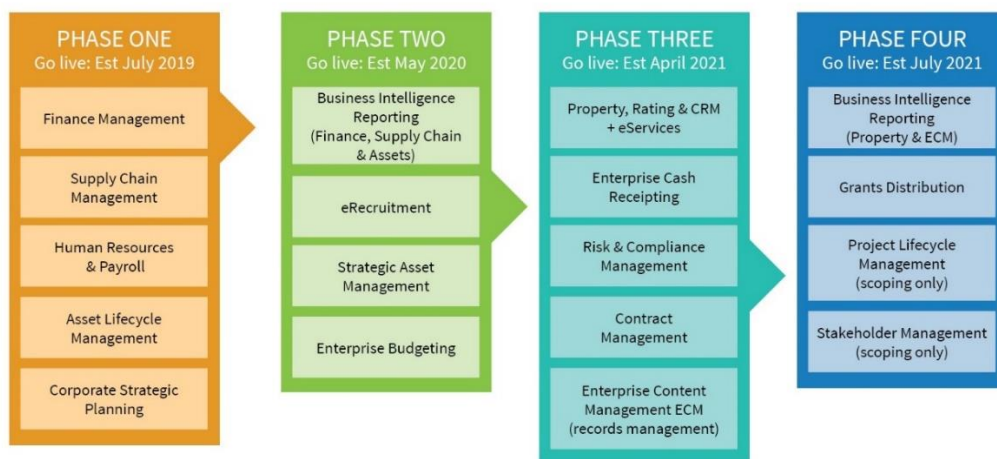 PHASE ONE
Go live: Est July 2019
Finance Management
Supply Chain
Management
Human Resources
& Payroll
Asset Lifecycle
Management
Corporate Strategic
Planning
PHASE TWO
Go live: Est May 2020
Business Intelligence
Reporting
(Finance, Supply Chain
& Assets)
eRecruitment
Strategic Asset
Management
Enterprise Budgeting
PHASE THREE
Go live: Est April 2021
Property, Rating & CRM
+ eServices
Enterprise Cash
Receipting
Risk & Compliance
Management
Contract
Management
Enterprise Content
Management ECM
(records management)
PHASE FOUR
Go live: Est July 2021
Business Intelligence
Reporting
(Property & ECM)
Grants Distribution
Project Lifecycle
Management
(scoping only)
Stakeholder Management
(scoping only)